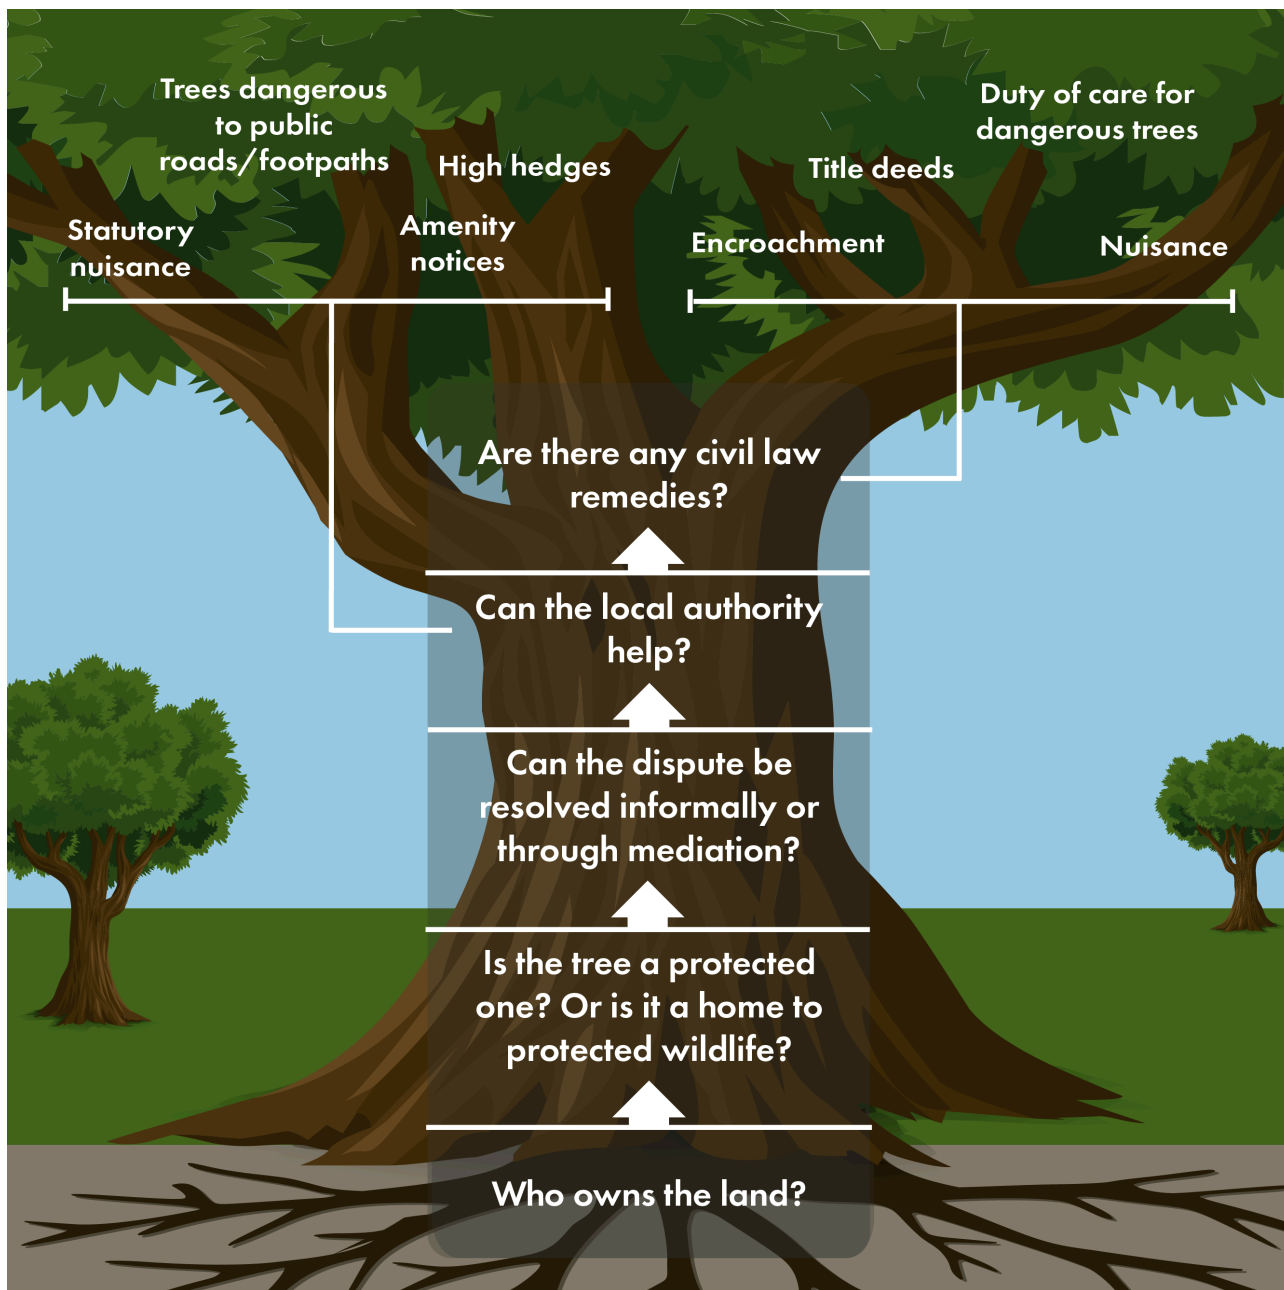 Trees dangerous
to public
roads/footpaths
High hedges
Statutory
nuisance
Amenity
notices
Duty of care for
dangerous trees
Title deeds
Encroachment
Nuisance
Are there any civil law
remedies?
Can the local authority
help?
Can the dispute be
resolved informally or
through mediation?
Is the tree a protected
one? Or is it a home to
protected wildlife?
Who owns the land?